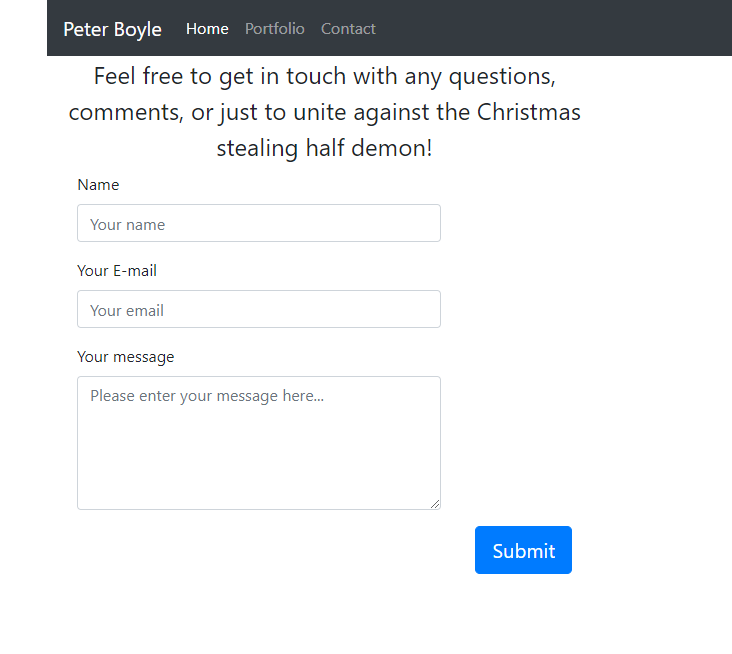 Peter Boyle Home Portfolio Contact
Feel free to get in touch with any questions,
comments, or just to unite against the Christmas
stealing half demon!
Name
Your name
Your E-mail
Your email
Your message
Please enter your message here...
Submit